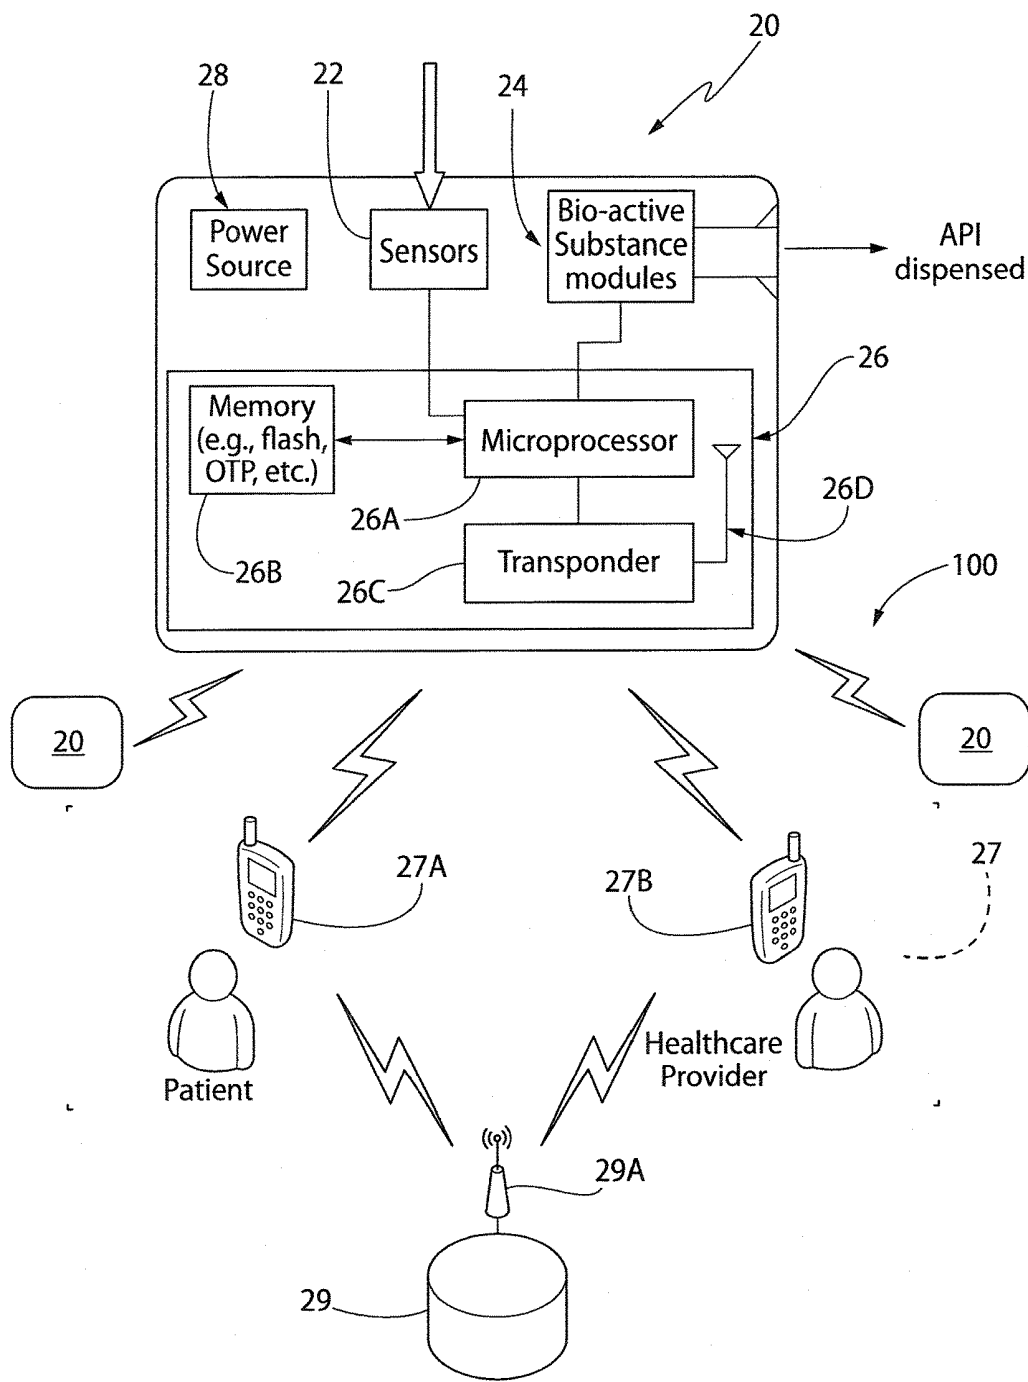 20
28
22
24
Power
Source
Sensors
Bio-active
Substance
modules
API
dispensed
26
Memory
(e.g., flash,
OTP, etc.)
Microprocessor
26A
26D
26B
Transponder
26C
100
20
20
27A
27B
27
Patient
Healthcare
Provider
29A
29